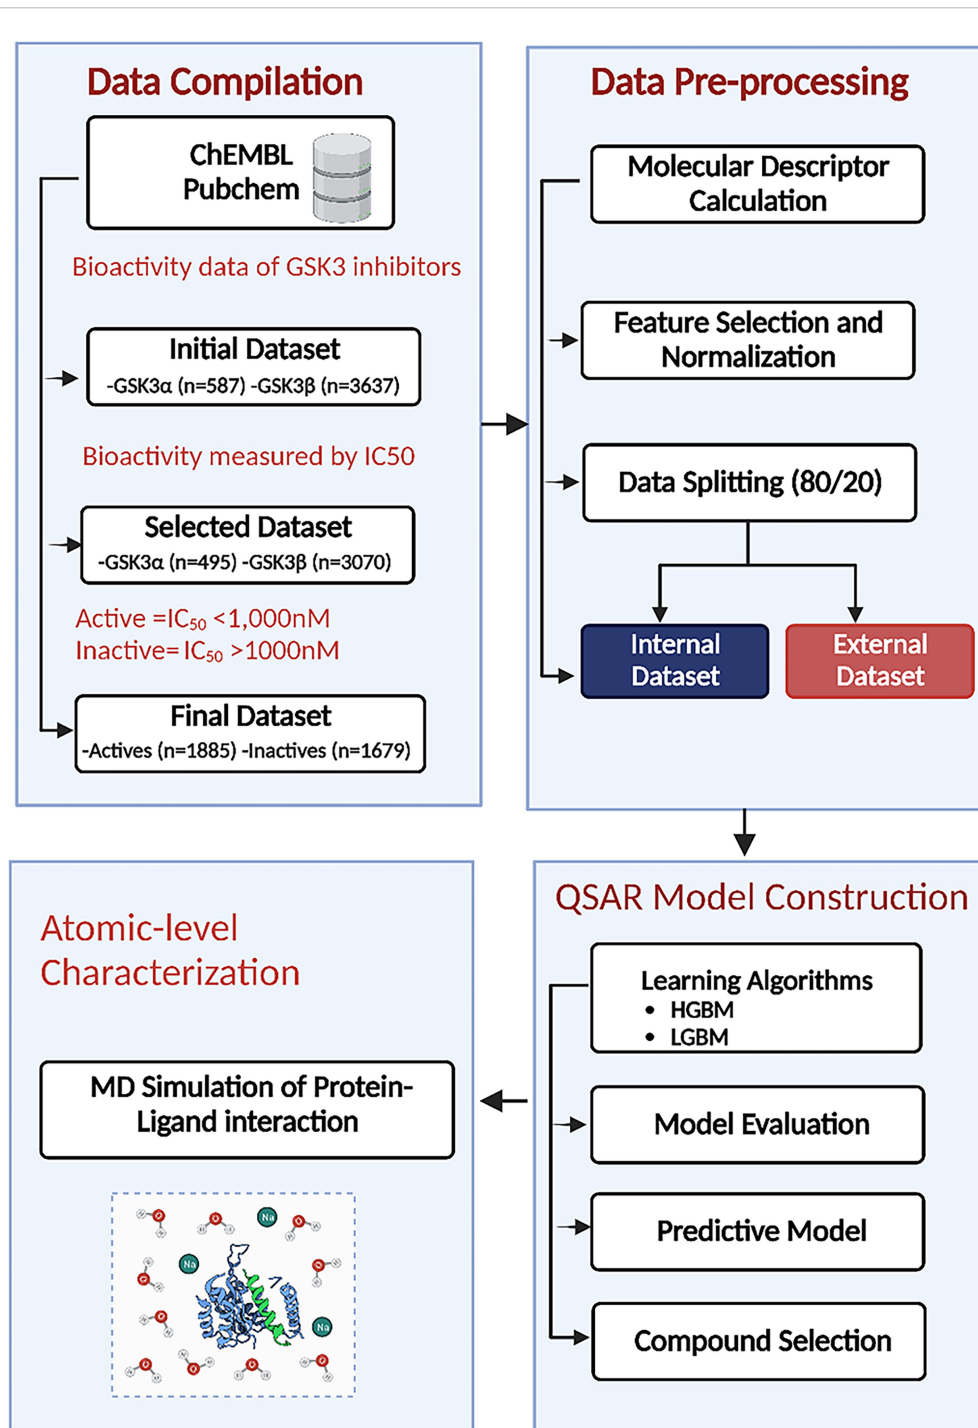 Data Compilation
ChEMBL
Pubchem
Bioactivity data of GSK3 inhibitors
Initial Dataset
-GSK3α (n=587) -GSK3β (n=3637)
Bioactivity measured by IC50
Selected Dataset
-GSK3α (n=495) -GSK3β (n=3070)
Active =IC₅₀ <1,000nM
Inactive= IC₅₀ >1000nM
Final Dataset
-Actives (n=1885) -Inactives (n=1679)
Data Pre-processing
Molecular Descriptor
Calculation
Feature Selection and
Normalization
Data Splitting (80/20)
Internal
Dataset
External
Dataset
QSAR Model Construction
Learning Algorithms
• HGBM
• LGBM
Model Evaluation
Predictive Model
Compound Selection
Atomic-level
Characterization
MD Simulation of Protein-
Ligand interaction
Na
Na
Na